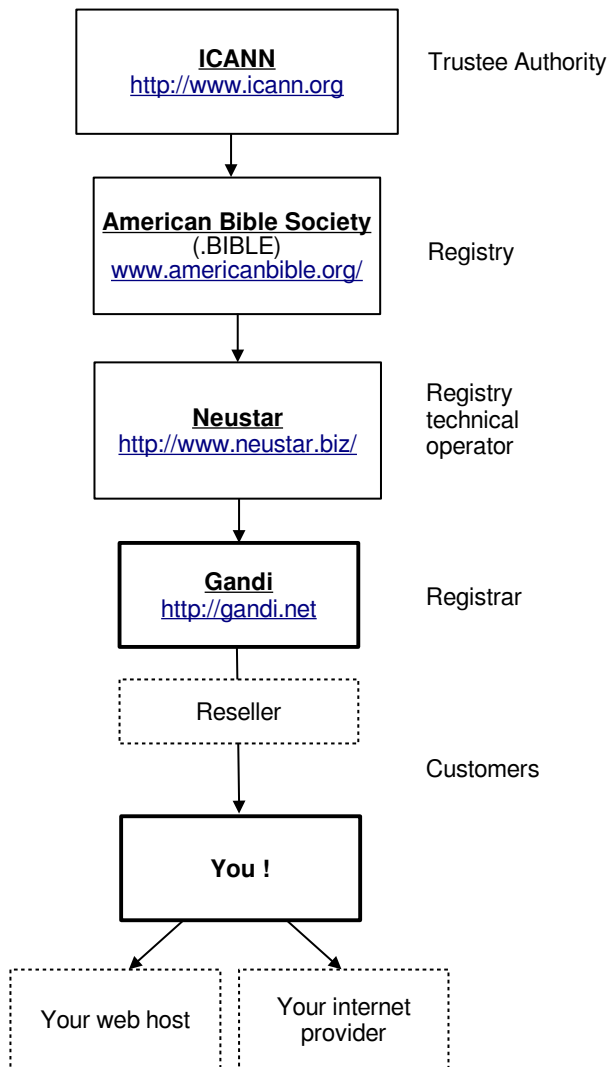 ICANN
http://www.icann.org
Trustee Authority
American Bible Society
(.BIBLE)
www.americanbible.org/
Registry
Neustar
http://www.neustar.biz/
Registry
technical
operator
Gandi
http://gandi.net
Registrar
Reseller
Customers
You !
Your web host
Your internet
provider